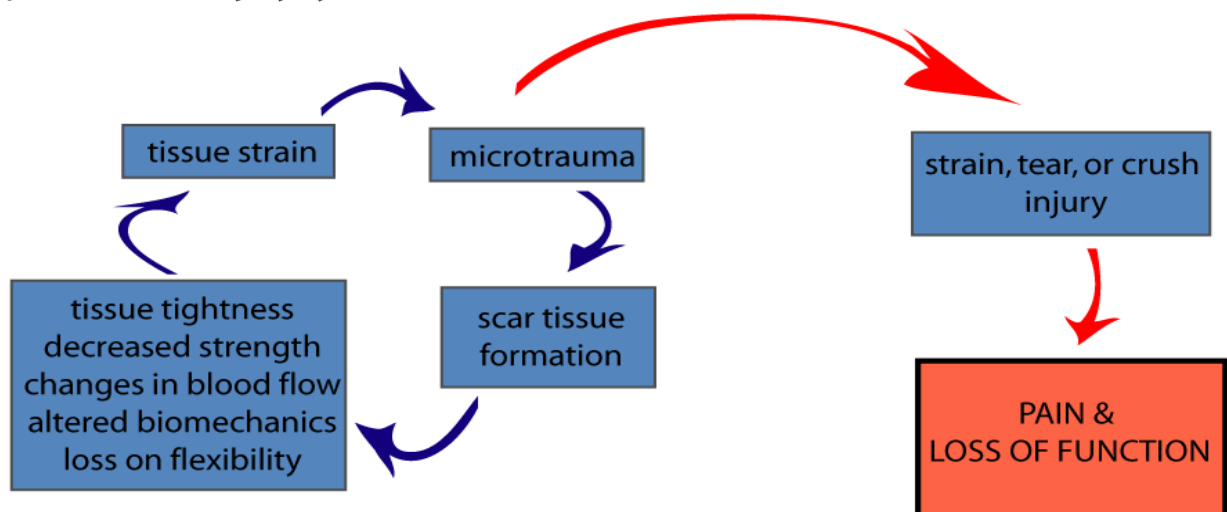 tissue strain
microtrauma
strain, tear, or crush
injury
tissue tightness
decreased strength
changes in blood flow
altered biomechanics
loss on flexibility
scar tissue
formation
PAIN &
LOSS OF FUNCTION